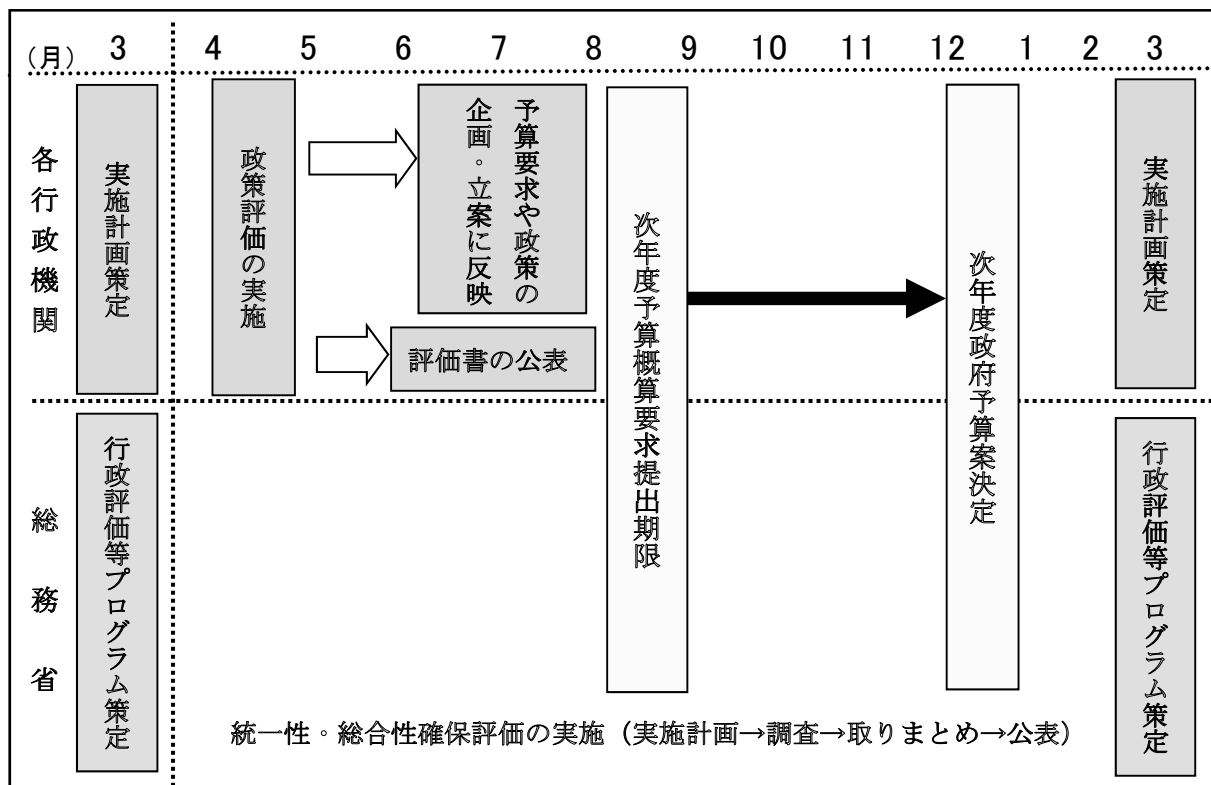 (月) 3 4 5 6 7 8 9 10 11 12 1 2 3
各行政機関
実施計画策定
政策評価の実施
予算要求や政策の
企画・立案に反映
評価書の公表
次年度予算概算要求提出期限
次年度政府予算案決定
実施計画策定
総務省
行政評価等プログラム策定
統一性・総合性確保評価の実施(実施計画→調査→取りまとめ→公表)
行政評価等プログラム策定